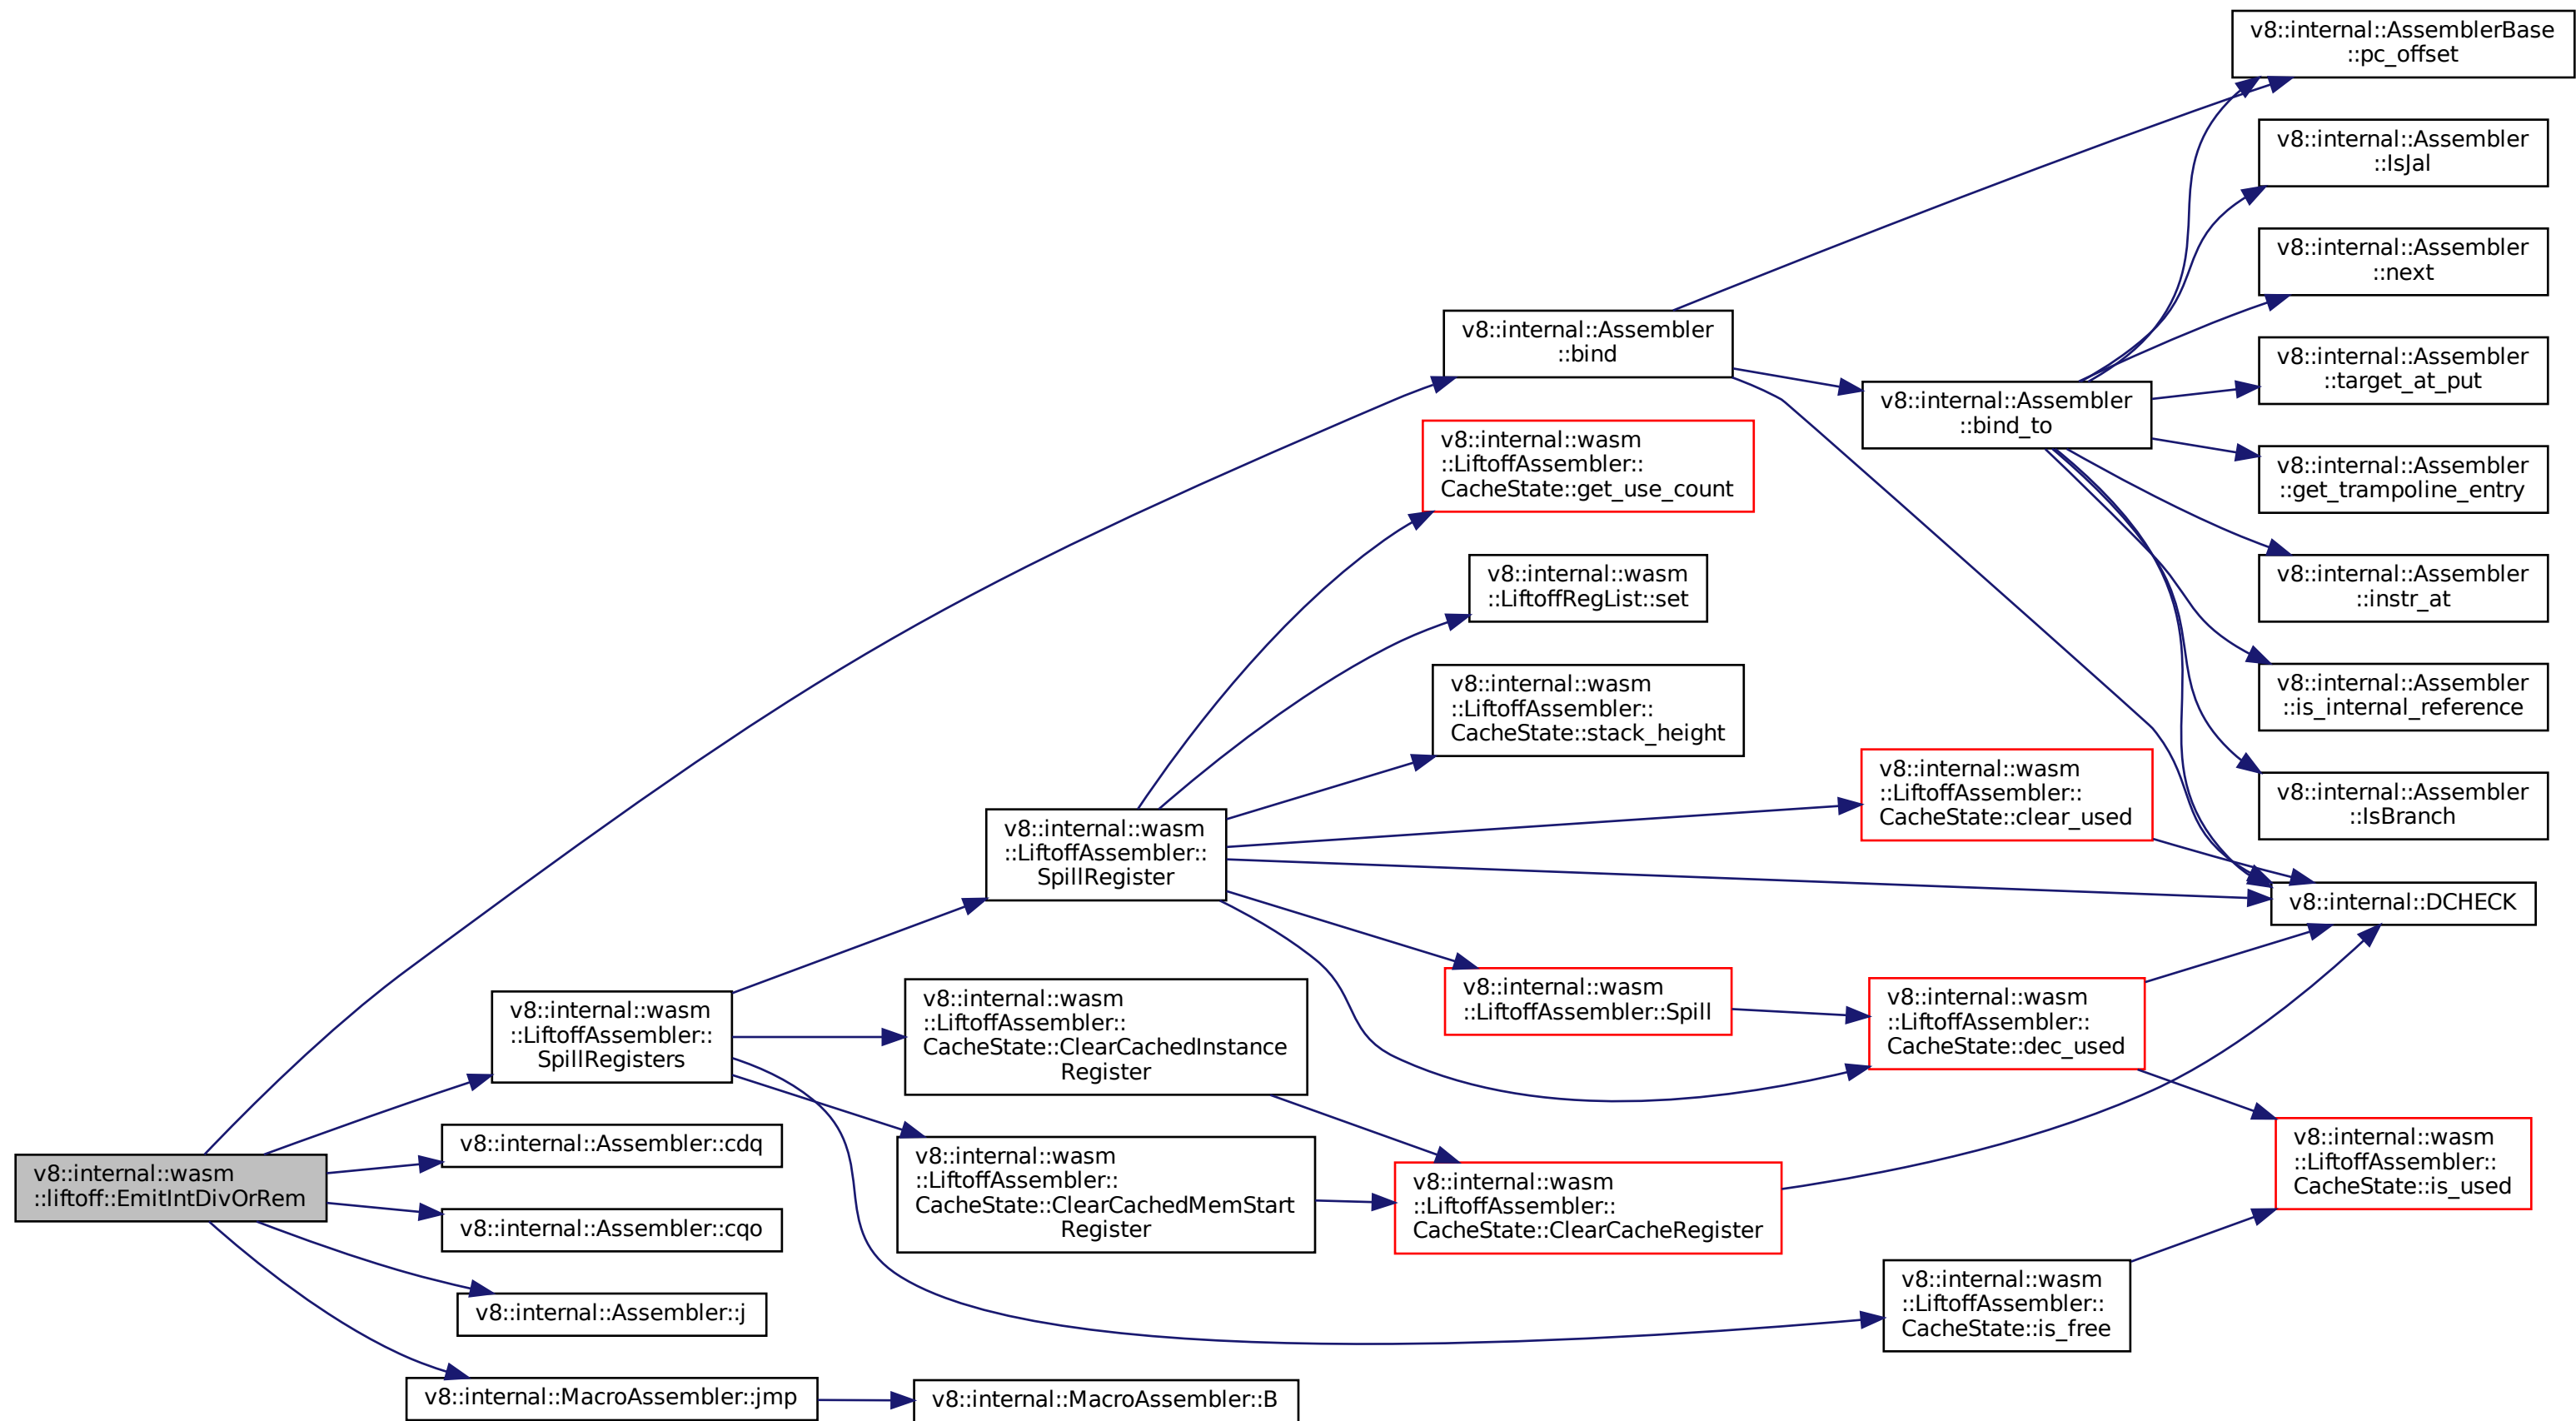 v8::internal::wasm
::liftoff::EmitIntDivOrRem
v8::internal::Assembler
::bind
v8::internal::AssemblerBase
::pc_offset
v8::internal::Assembler
::bind_to
v8::internal::Assembler
::IsJal
v8::internal::Assembler
::next
v8::internal::Assembler
::target_at_put
v8::internal::Assembler
::get_trampoline_entry
v8::internal::Assembler
::instr_at
v8::internal::Assembler
::is_internal_reference
v8::internal::Assembler
::IsBranch
v8::internal::DCHECK
v8::internal::wasm
::LiftoffAssembler::
SpillRegisters
v8::internal::wasm
::LiftoffAssembler::
SpillRegister
v8::internal::wasm
::LiftoffAssembler::
CacheState::get_use_count
v8::internal::wasm
::LiftoffRegList::set
v8::internal::wasm
::LiftoffAssembler::
CacheState::stack_height
v8::internal::wasm
::LiftoffAssembler::
CacheState::clear_used
v8::internal::wasm
::LiftoffAssembler::Spill
v8::internal::wasm
::LiftoffAssembler::
CacheState::dec_used
v8::internal::wasm
::LiftoffAssembler::
CacheState::is_used
v8::internal::wasm
::LiftoffAssembler::
CacheState::ClearCachedInstance
Register
v8::internal::wasm
::LiftoffAssembler::
CacheState::ClearCachedMemStart
Register
v8::internal::wasm
::LiftoffAssembler::
CacheState::ClearCacheRegister
v8::internal::wasm
::LiftoffAssembler::
CacheState::is_free
v8::internal::Assembler::cdq
v8::internal::Assembler::cqo
v8::internal::Assembler::j
v8::internal::MacroAssembler::jmp
v8::internal::MacroAssembler::B